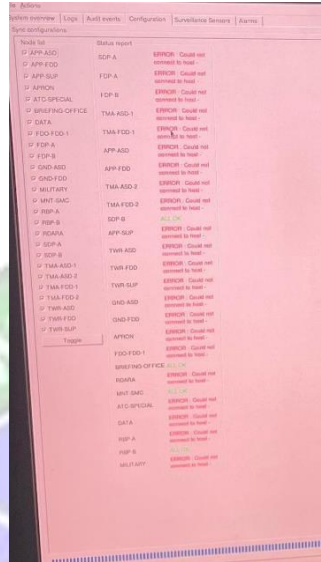 Actions
System overview Logs Audit events Configuration Surveillance Sensors Alarms
Sync configurations
Node list Status report
APP-ASD
APP-FDD
APP-SUP
APRON
ATC-SPECIAL
BRIEFING-OFFICE
DATA
FDO-FDD-1
FDP-A
FDP-B
GND-ASD
GND-FDD
MILITARY
MNT-SMC
RBP-A
RBP-B
RDARA
SDP-A
SDP-B
TMA-ASD-1
TMA-ASD-2
TMA-FDD-1
TMA-FDD-2
TWR-ASD
TWR-FDD
TWR-SUP
Toggle
SDP-A ERROR : Could not
connect to host -
FDP-A ERROR : Could not
connect to host -
FDP-B ERROR : Could not
connect to host -
TMA-ASD-1 ERROR : Could not
connect to host -
TMA-FDD-1 ERROR : Could not
connect to host -
APP-ASD ERROR : Could not
connect to host -
APP-FDD ERROR : Could not
connect to host -
TMA-ASD-2 ERROR : Could not
connect to host -
TMA-FDD-2 ERROR : Could not
connect to host -
SDP-B ALL OK
APP-SUP ERROR : Could not
connect to host -
TWR-ASD ERROR : Could not
connect to host -
TWR-FDD ERROR : Could not
connect to host -
TWR-SUP ERROR : Could not
connect to host -
GND-ASD ERROR : Could not
connect to host -
GND-FDD ERROR : Could not
connect to host -
APRON ERROR : Could not
connect to host -
FDO-FDD-1 ERROR : Could not
connect to host -
BRIEFING-OFFICE ALL OK
RDARA ERROR : Could not
connect to host -
MNT-SMC ALL OK
ATC-SPECIAL ERROR : Could not
connect to host -
DATA ERROR : Could not
connect to host -
RBP-A ERROR : Could not
connect to host -
RBP-B ALL OK
MILITARY ERROR : Could not
connect to host -